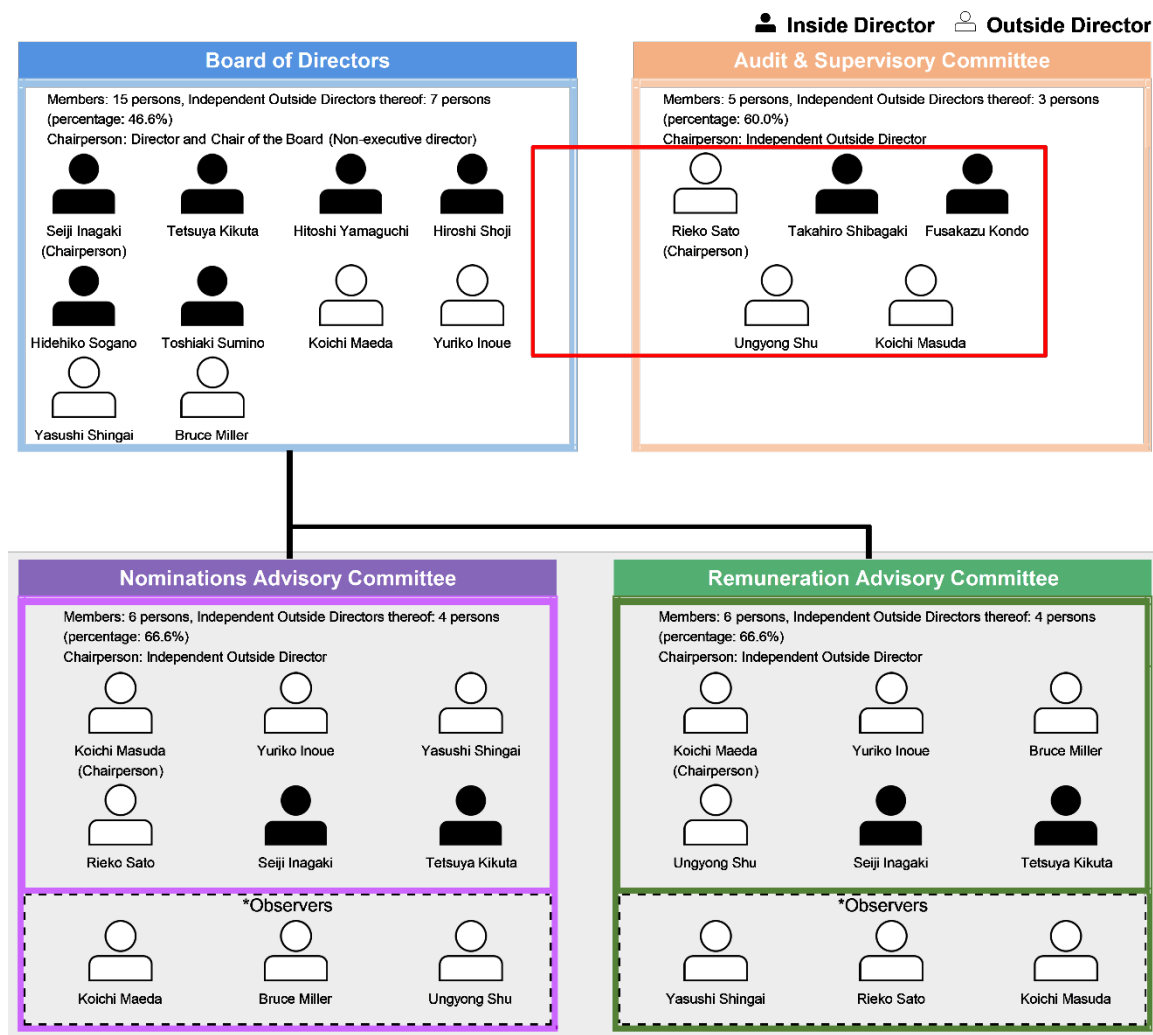 Inside Director Outside Director
Board of Directors
Members: 15 persons, Independent Outside Directors thereof: 7 persons
(percentage: 46.6%)
Chairperson: Director and Chair of the Board (Non-executive director)
Seiji Inagaki Tetsuya Kikuta Hitoshi Yamaguchi Hiroshi Shoji
(Chairperson)
Hidehiko Sogano Toshiaki Sumino Koichi Maeda Yuriko Inoue
Yasushi Shingai Bruce Miller
Audit & Supervisory Committee
Members: 5 persons, Independent Outside Directors thereof: 3 persons
(percentage: 60.0%)
Chairperson: Independent Outside Director
Rieko Sato Takahiro Shibagaki Fusakazu Kondo
(Chairperson)
Ungyong Shu Koichi Masuda
Nominations Advisory Committee
Members: 6 persons, Independent Outside Directors thereof: 4 persons
(percentage: 66.6%)
Chairperson: Independent Outside Director
Koichi Masuda Yuriko Inoue Yasushi Shingai
(Chairperson)
Rieko Sato Seiji Inagaki Tetsuya Kikuta
*Observers
Koichi Maeda Bruce Miller Ungyong Shu
Remuneration Advisory Committee
Members: 6 persons, Independent Outside Directors thereof: 4 persons
(percentage: 66.6%)
Chairperson: Independent Outside Director
Koichi Maeda Yuriko Inoue Bruce Miller
(Chairperson)
Ungyong Shu Seiji Inagaki Tetsuya Kikuta
*Observers
Yasushi Shingai Rieko Sato Koichi Masuda